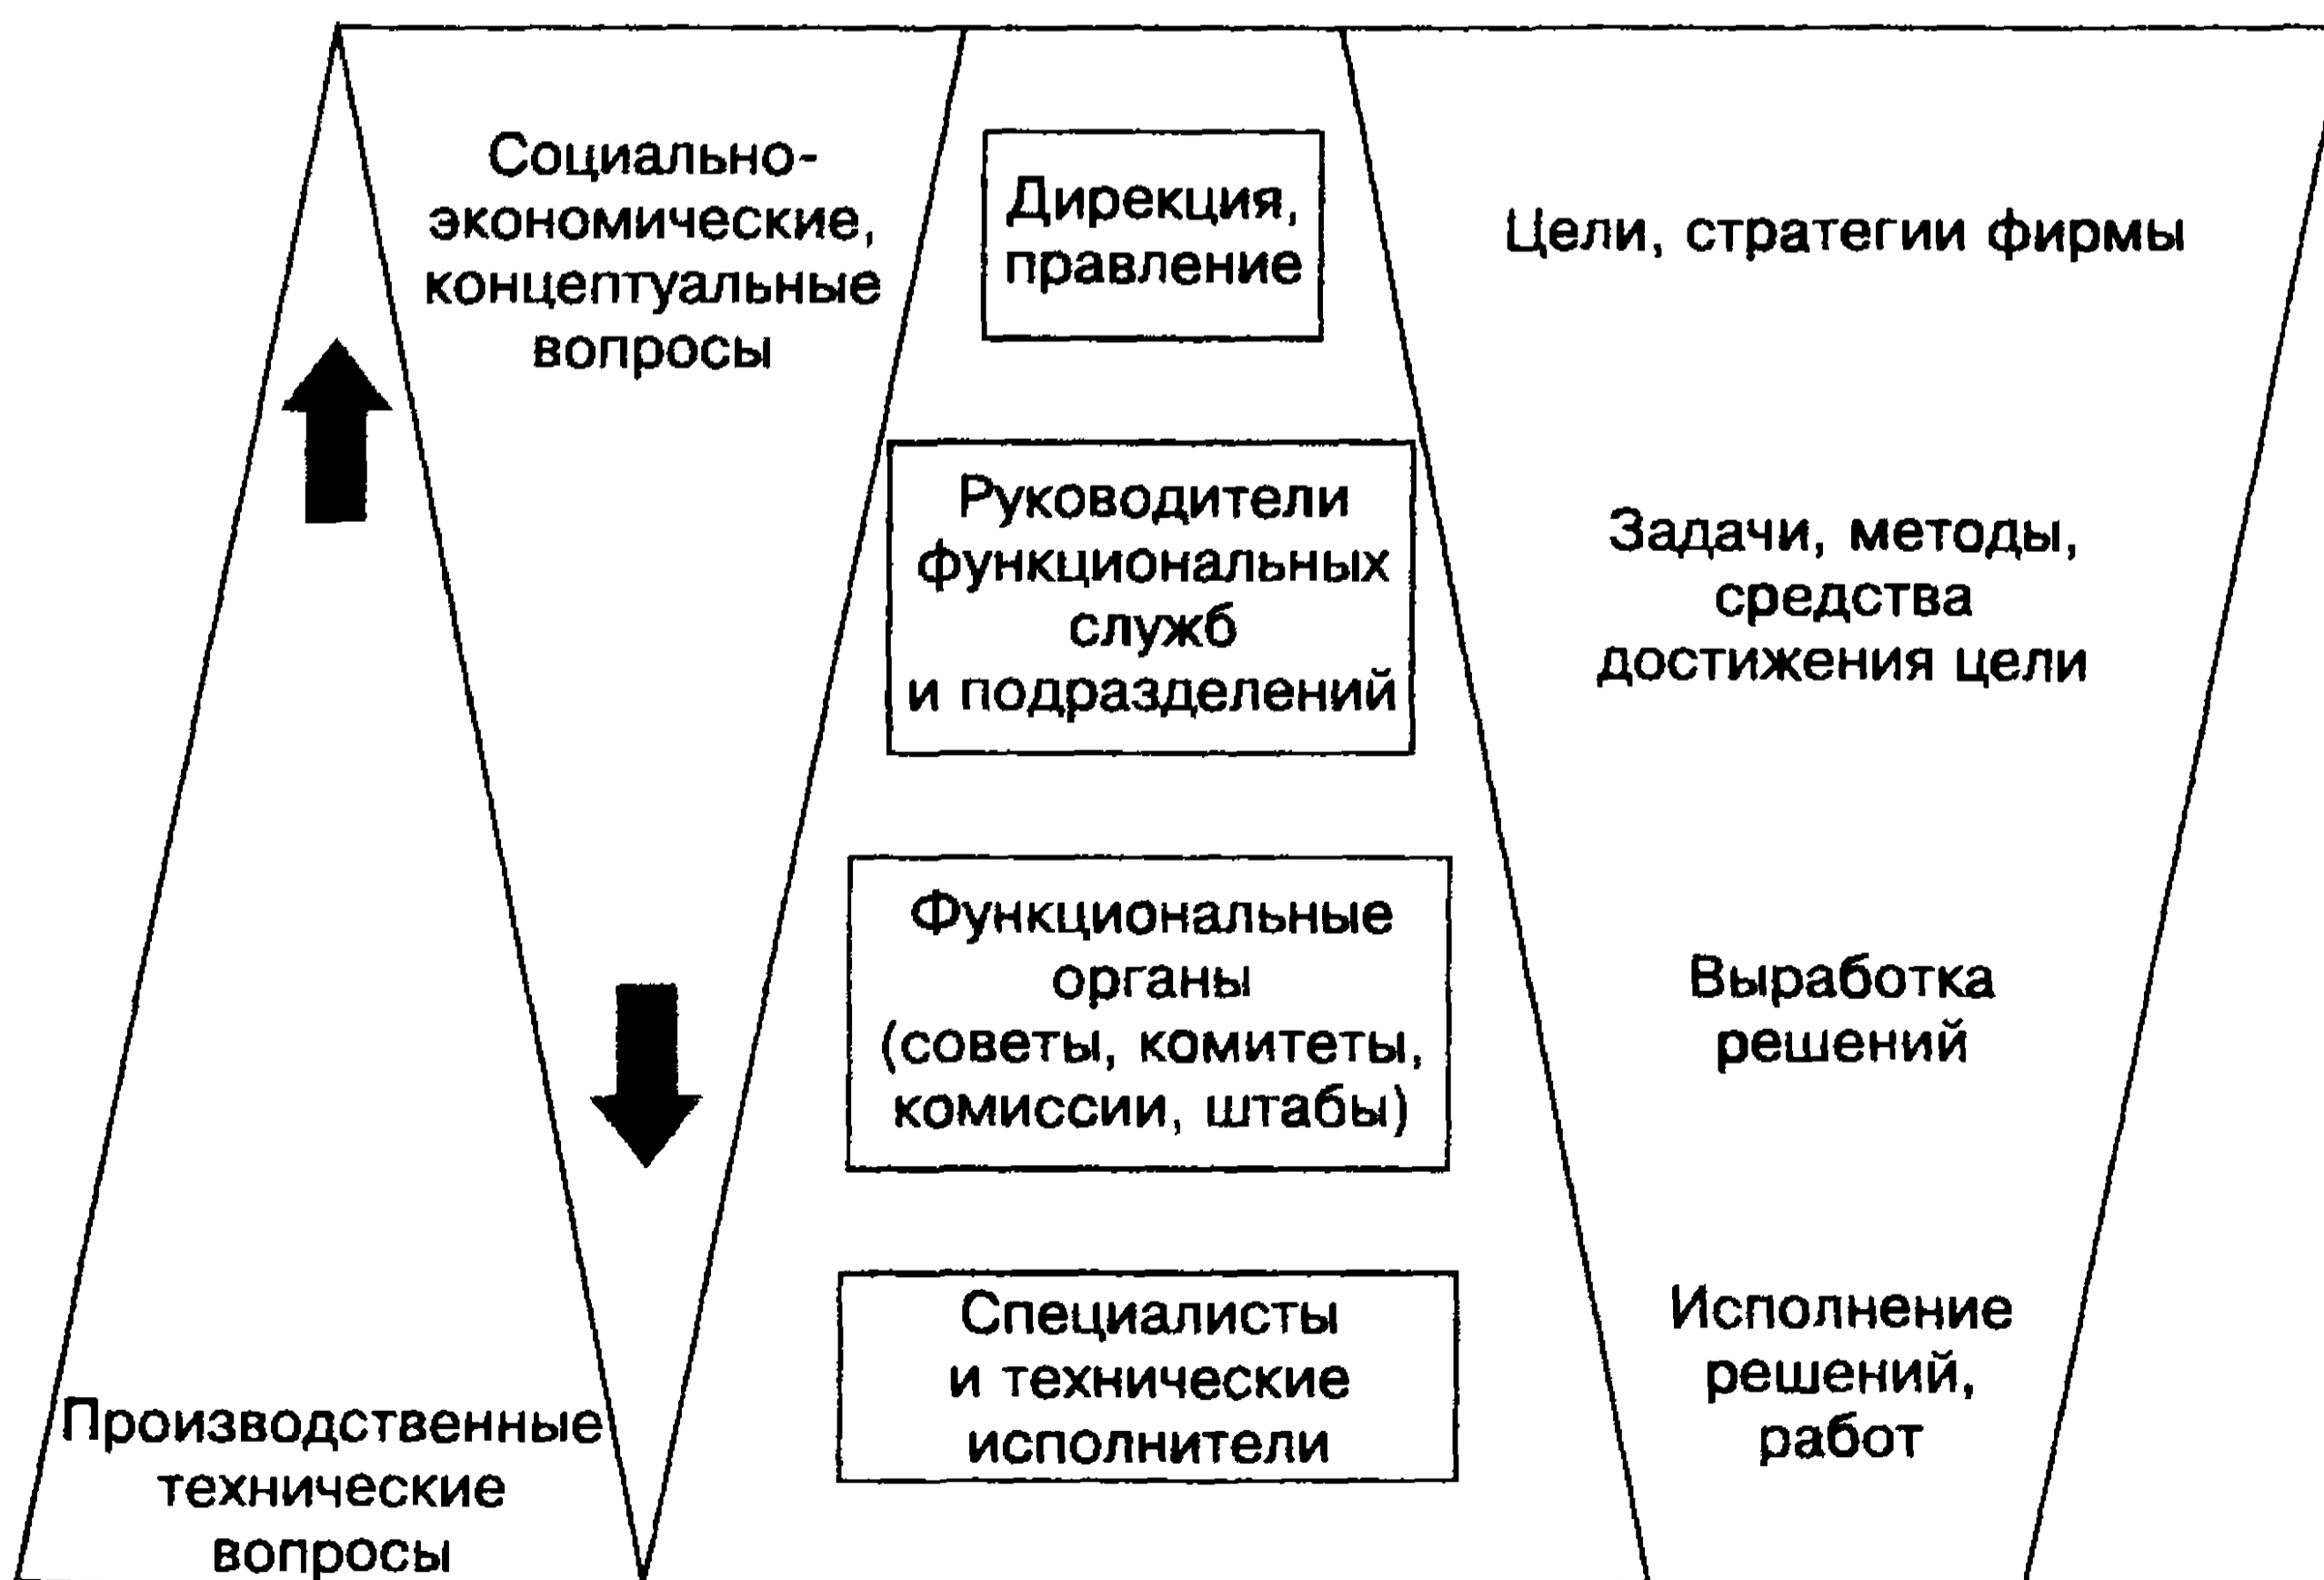 Социально-
экономические,
концептуальные
вопросы
Дирекция,
правление
Цели, стратегии фирмы
Руководители
функциональных
служб
и подразделений
Задачи, методы,
средства
достижения цели
Функциональные
органы
(советы, комитеты,
комиссии, штабы)
Выработка
решений
Специалисты
и технические
исполнители
Исполнение
решений,
работ
Производственные
технические
вопросы